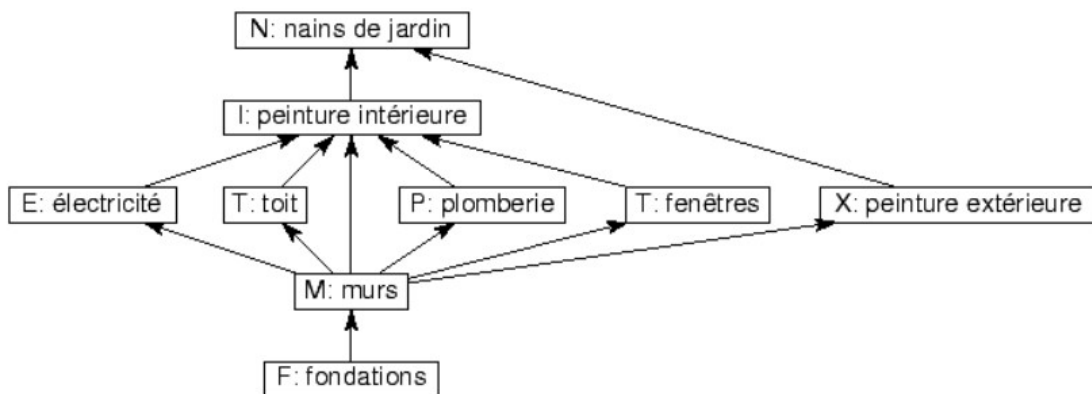 N: nains de jardin
I: peinture intérieure
E: électricité
T: toit
P: plomberie
T: fenêtres
X: peinture extérieure
M: murs
F: fondations